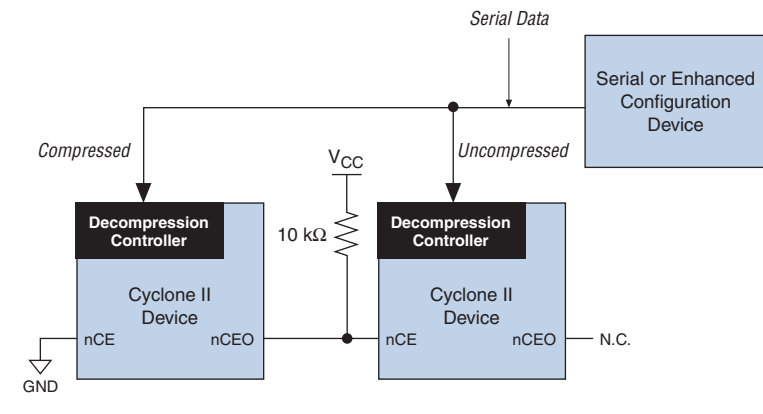 Serial Data
Serial or Enhanced
Configuration
Device
Compressed
Uncompressed
VCC
10 kΩ
Decompression
Controller
Cyclone II
Device
nCE
nCEO
GND
Decompression
Controller
Cyclone II
Device
nCE
nCEO
N.C.